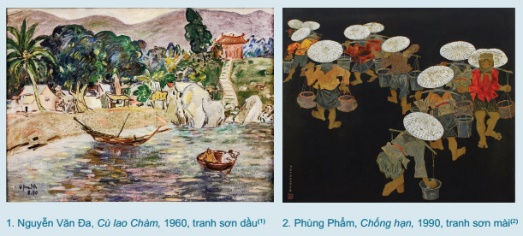 1. Nguyễn Văn Đa, Cù lao Chàm, 1960, tranh sơn dầu(1)
2. Phùng Phẩm, Chống hạn, 1990, tranh sơn mài(2)